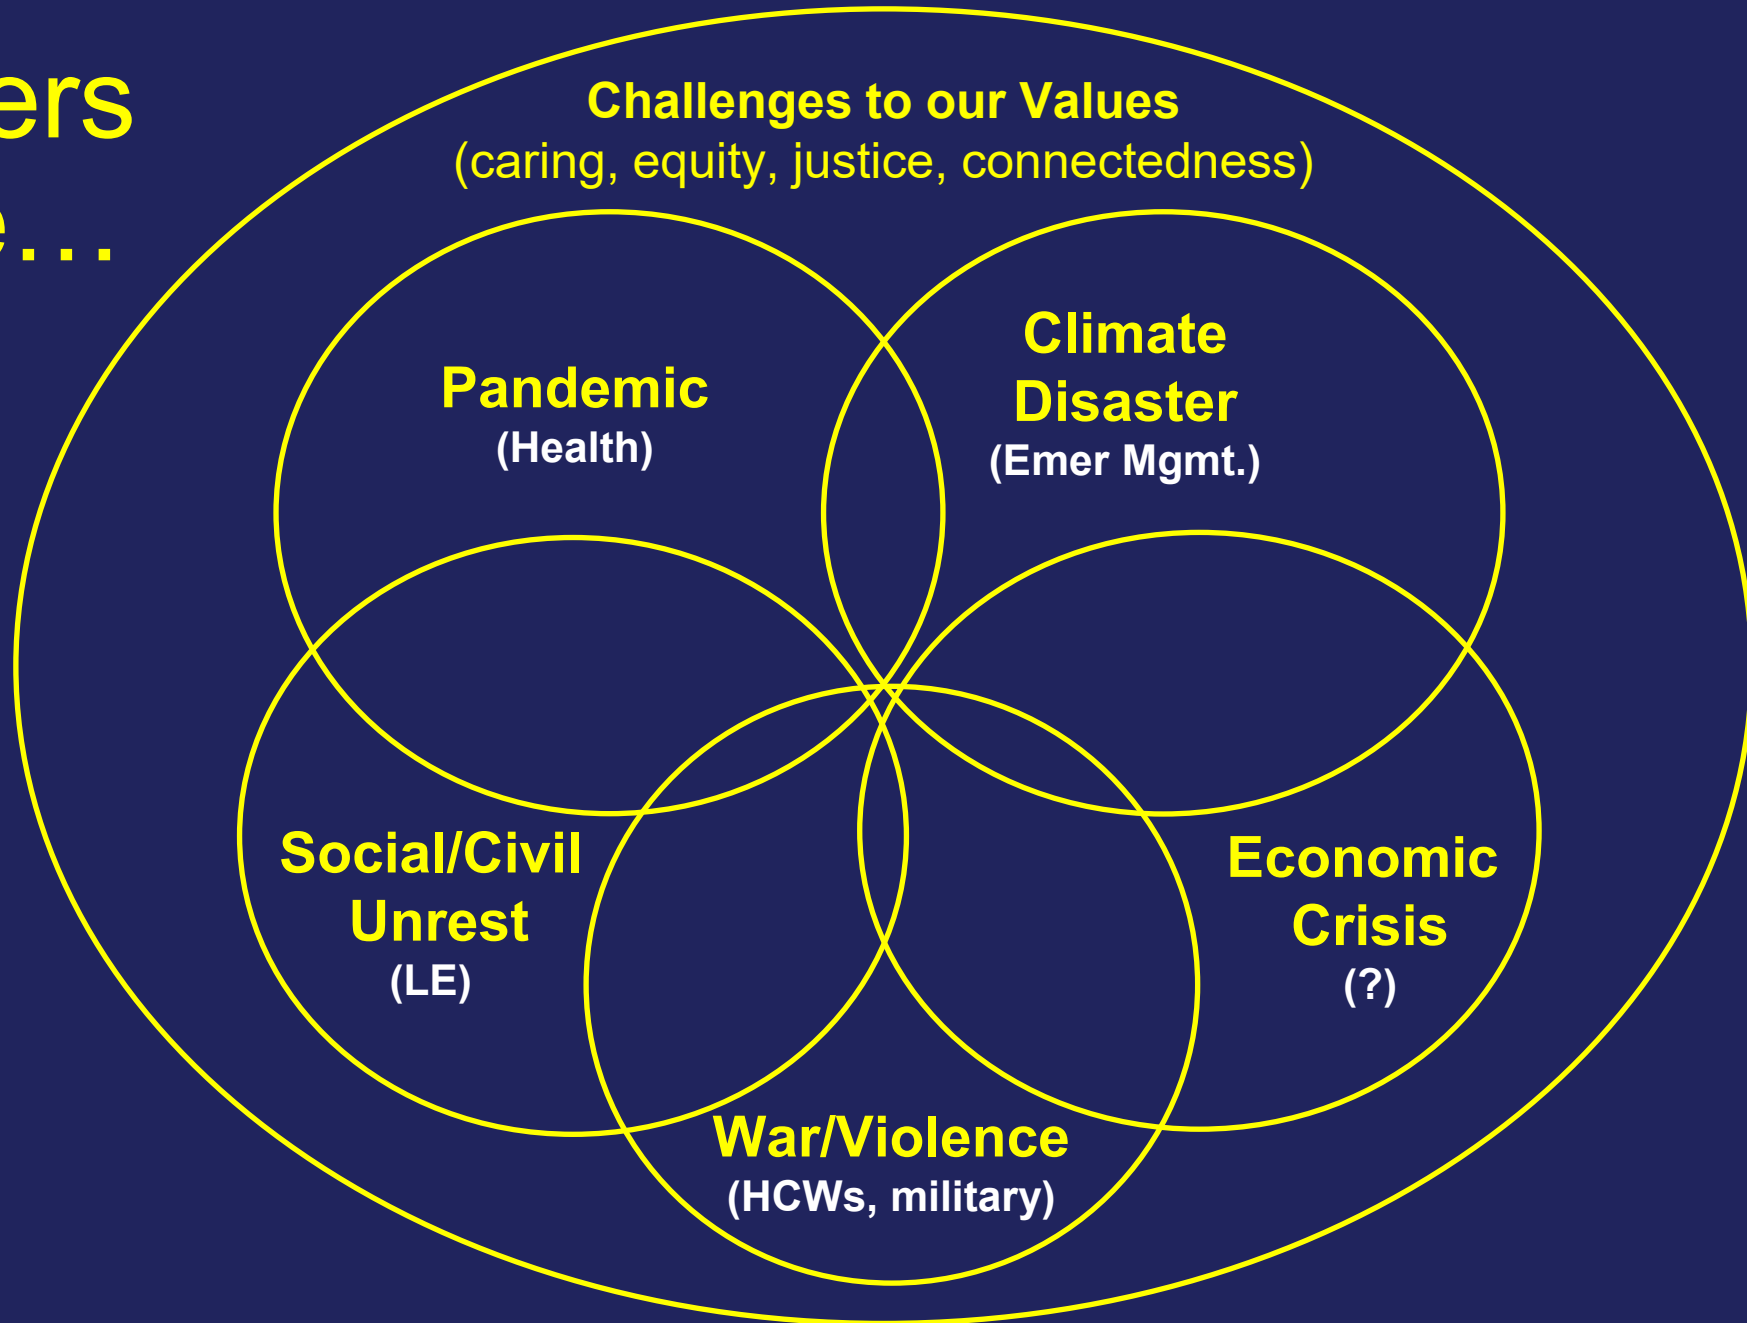 ers
e…
Challenges to our Values
(caring, equity, justice, connectedness)
Pandemic
(Health)
Climate
Disaster
(Emer Mgmt.)
Social/Civil
Unrest
(LE)
Economic
Crisis
(?)
War/Violence
(HCWs, military)